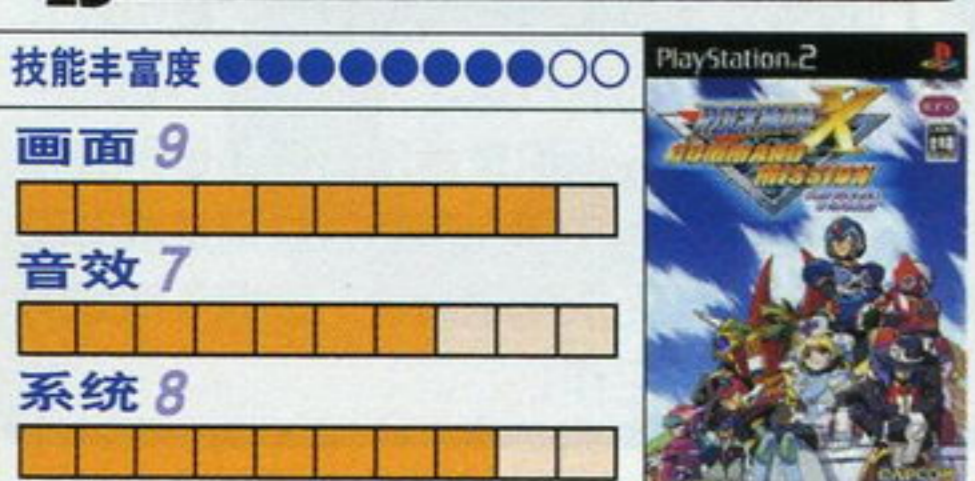 技能丰富度
画面 9
音效 7
系统 8
PlayStation.2
ROCKMAN X
COMMAND
MISSION
CAPCOM